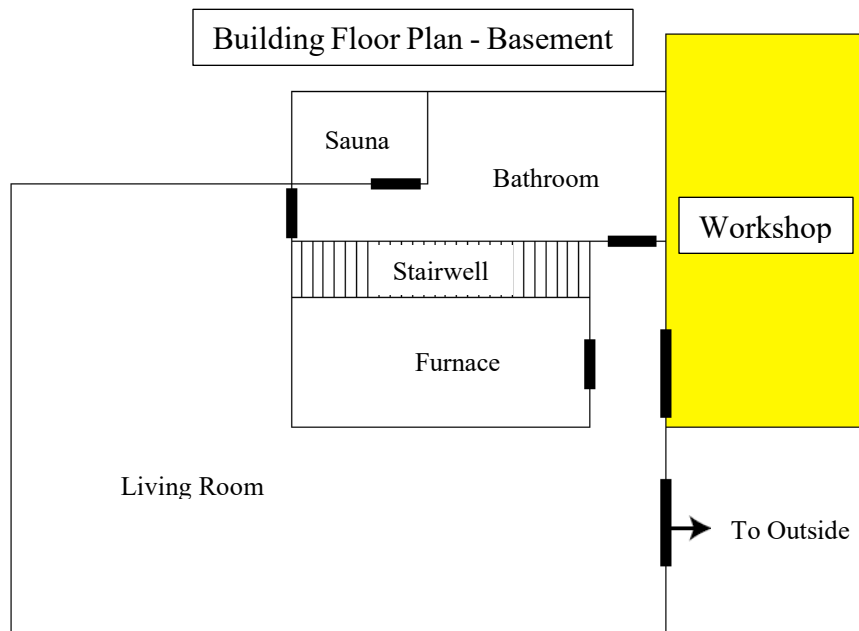 Building Floor Plan - Basement
Sauna
Bathroom
Workshop
Stairwell
Furnace
Living Room
To Outside